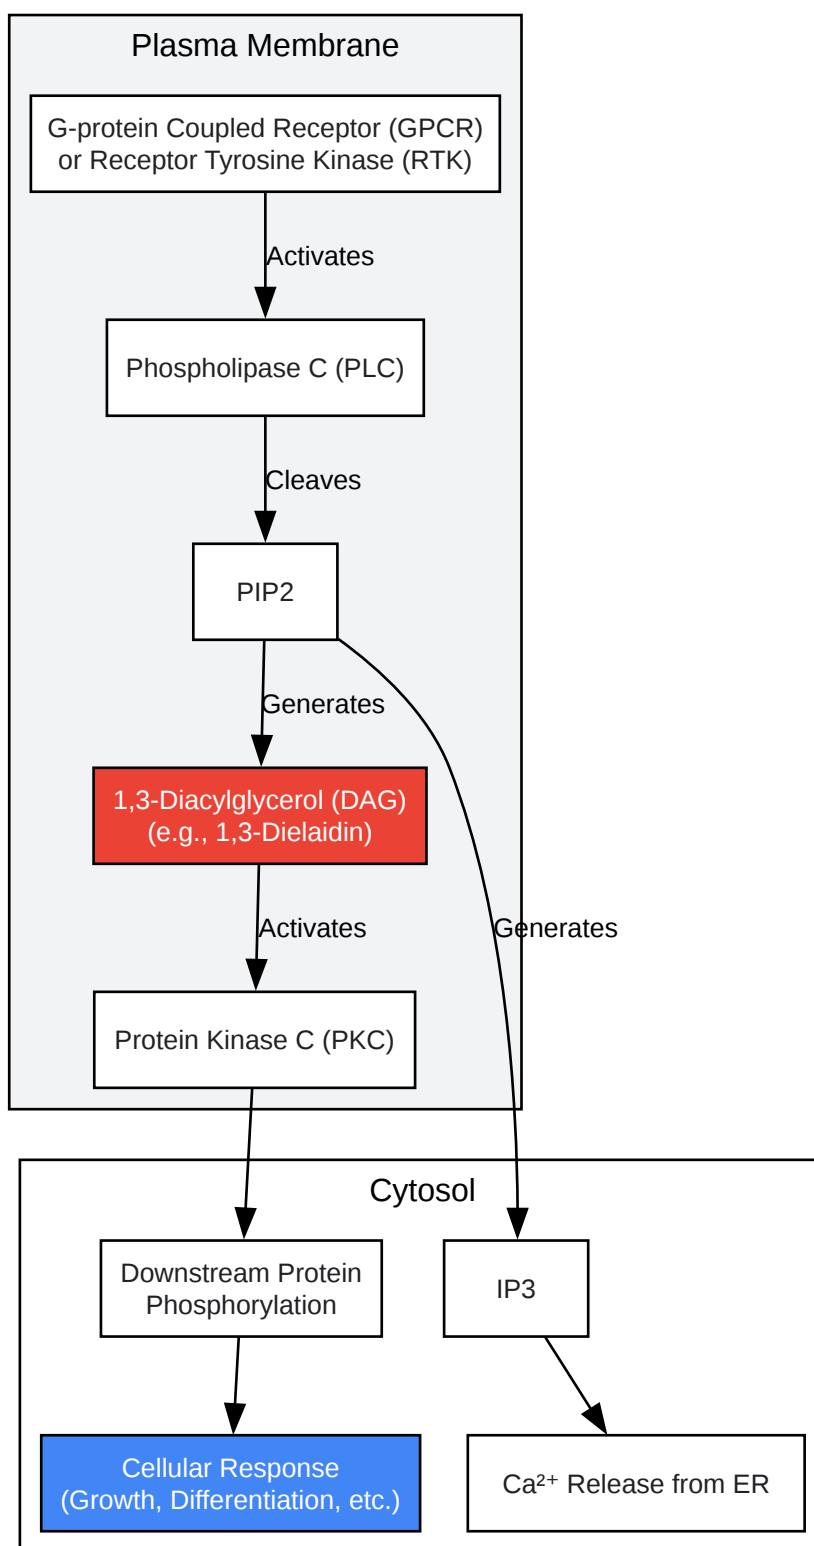 Plasma Membrane
G-protein Coupled Receptor (GPCR)
or Receptor Tyrosine Kinase (RTK)
Activates
Phospholipase C (PLC)
Cleaves
PIP2
Generates
1,3-Diacylglycerol (DAG)
(e.g., 1,3-Dielaidin)
Activates
Generates
Protein Kinase C (PKC)
Cytosol
Downstream Protein
Phosphorylation
IP3
Cellular Response
(Growth, Differentiation, etc.)
Ca²⁺ Release from ER